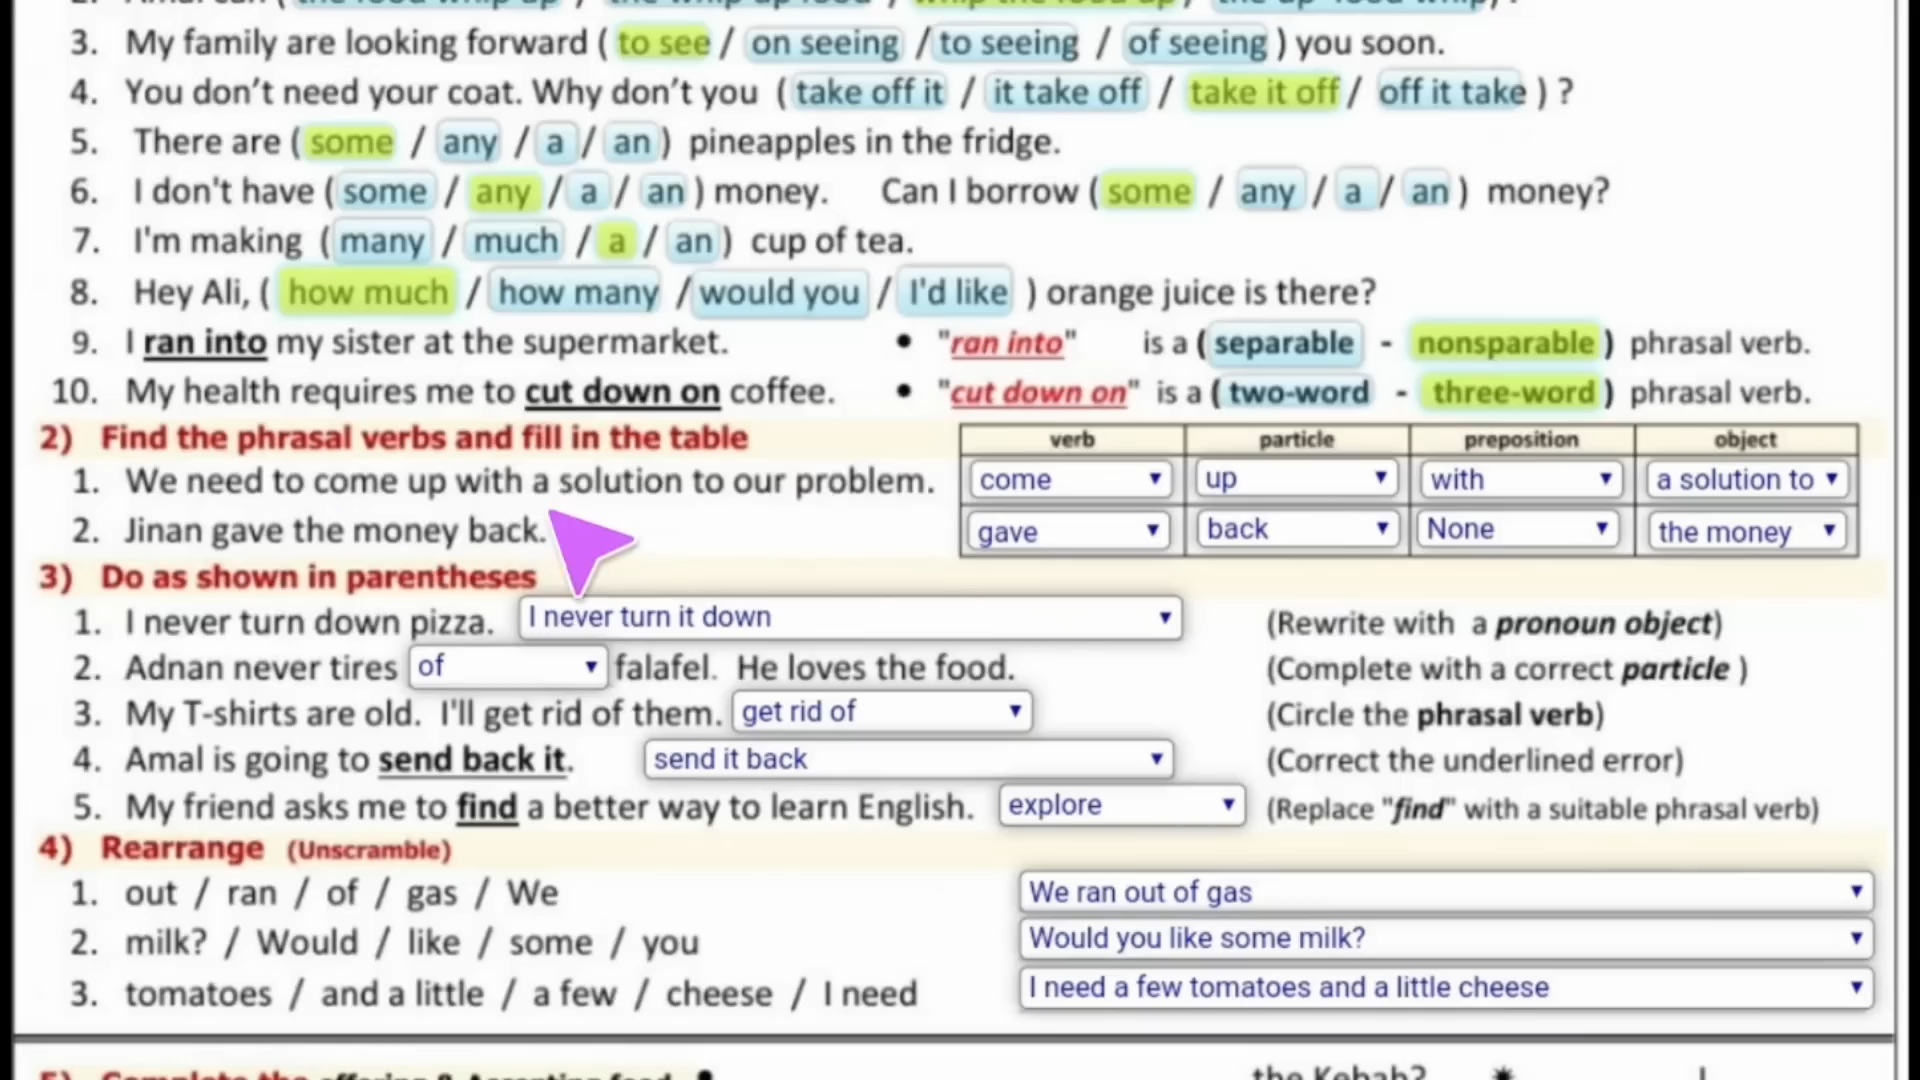 3. My family are looking forward ( to see / on seeing / to seeing / of seeing ) you soon.
4. You don’t need your coat. Why don’t you ( take off it / it take off / take it off / off it take ) ?
5. There are ( some / any / a / an ) pineapples in the fridge.
6. I don't have ( some / any / a / an ) money. Can I borrow ( some / any / a / an ) money?
7. I'm making ( many / much / a / an ) cup of tea.
8. Hey Ali, ( how much / how many / would you / I'd like ) orange juice is there?
9. I ran into my sister at the supermarket. • "ran into" is a ( separable - nonsparable ) phrasal verb.
10. My health requires me to cut down on coffee. • "cut down on" is a ( two-word - three-word ) phrasal verb.
2) Find the phrasal verbs and fill in the table verb particle preposition object
1. We need to come up with a solution to our problem. come up with a solution to
2. Jinan gave the money back. gave back None the money
3) Do as shown in parentheses
1. I never turn down pizza. I never turn it down (Rewrite with a pronoun object)
2. Adnan never tires of falafel. He loves the food. (Complete with a correct particle )
3. My T-shirts are old. I'll get rid of them. get rid of (Circle the phrasal verb)
4. Amal is going to send back it. send it back (Correct the underlined error)
5. My friend asks me to find a better way to learn English. explore (Replace "find" with a suitable phrasal verb)
4) Rearrange (Unscramble)
1. out / ran / of / gas / We We ran out of gas
2. milk? / Would / like / some / you Would you like some milk?
3. tomatoes / and a little / a few / cheese / I need I need a few tomatoes and a little cheese